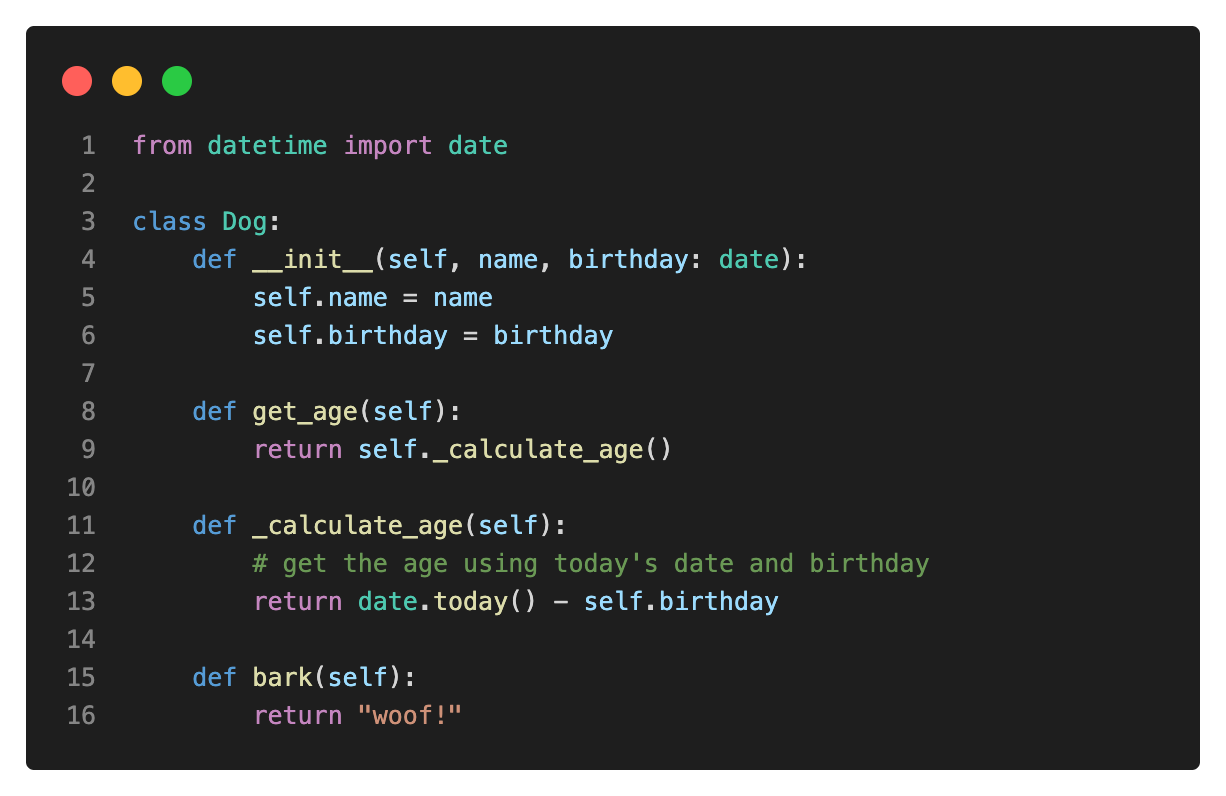 1 from datetime import date
2
3 class Dog:
4     def __init__(self, name, birthday: date):
5         self.name = name
6         self.birthday = birthday
7
8     def get_age(self):
9         return self._calculate_age()
10
11     def _calculate_age(self):
12         # get the age using today's date and birthday
13         return date.today() - self.birthday
14
15     def bark(self):
16         return "woof!"